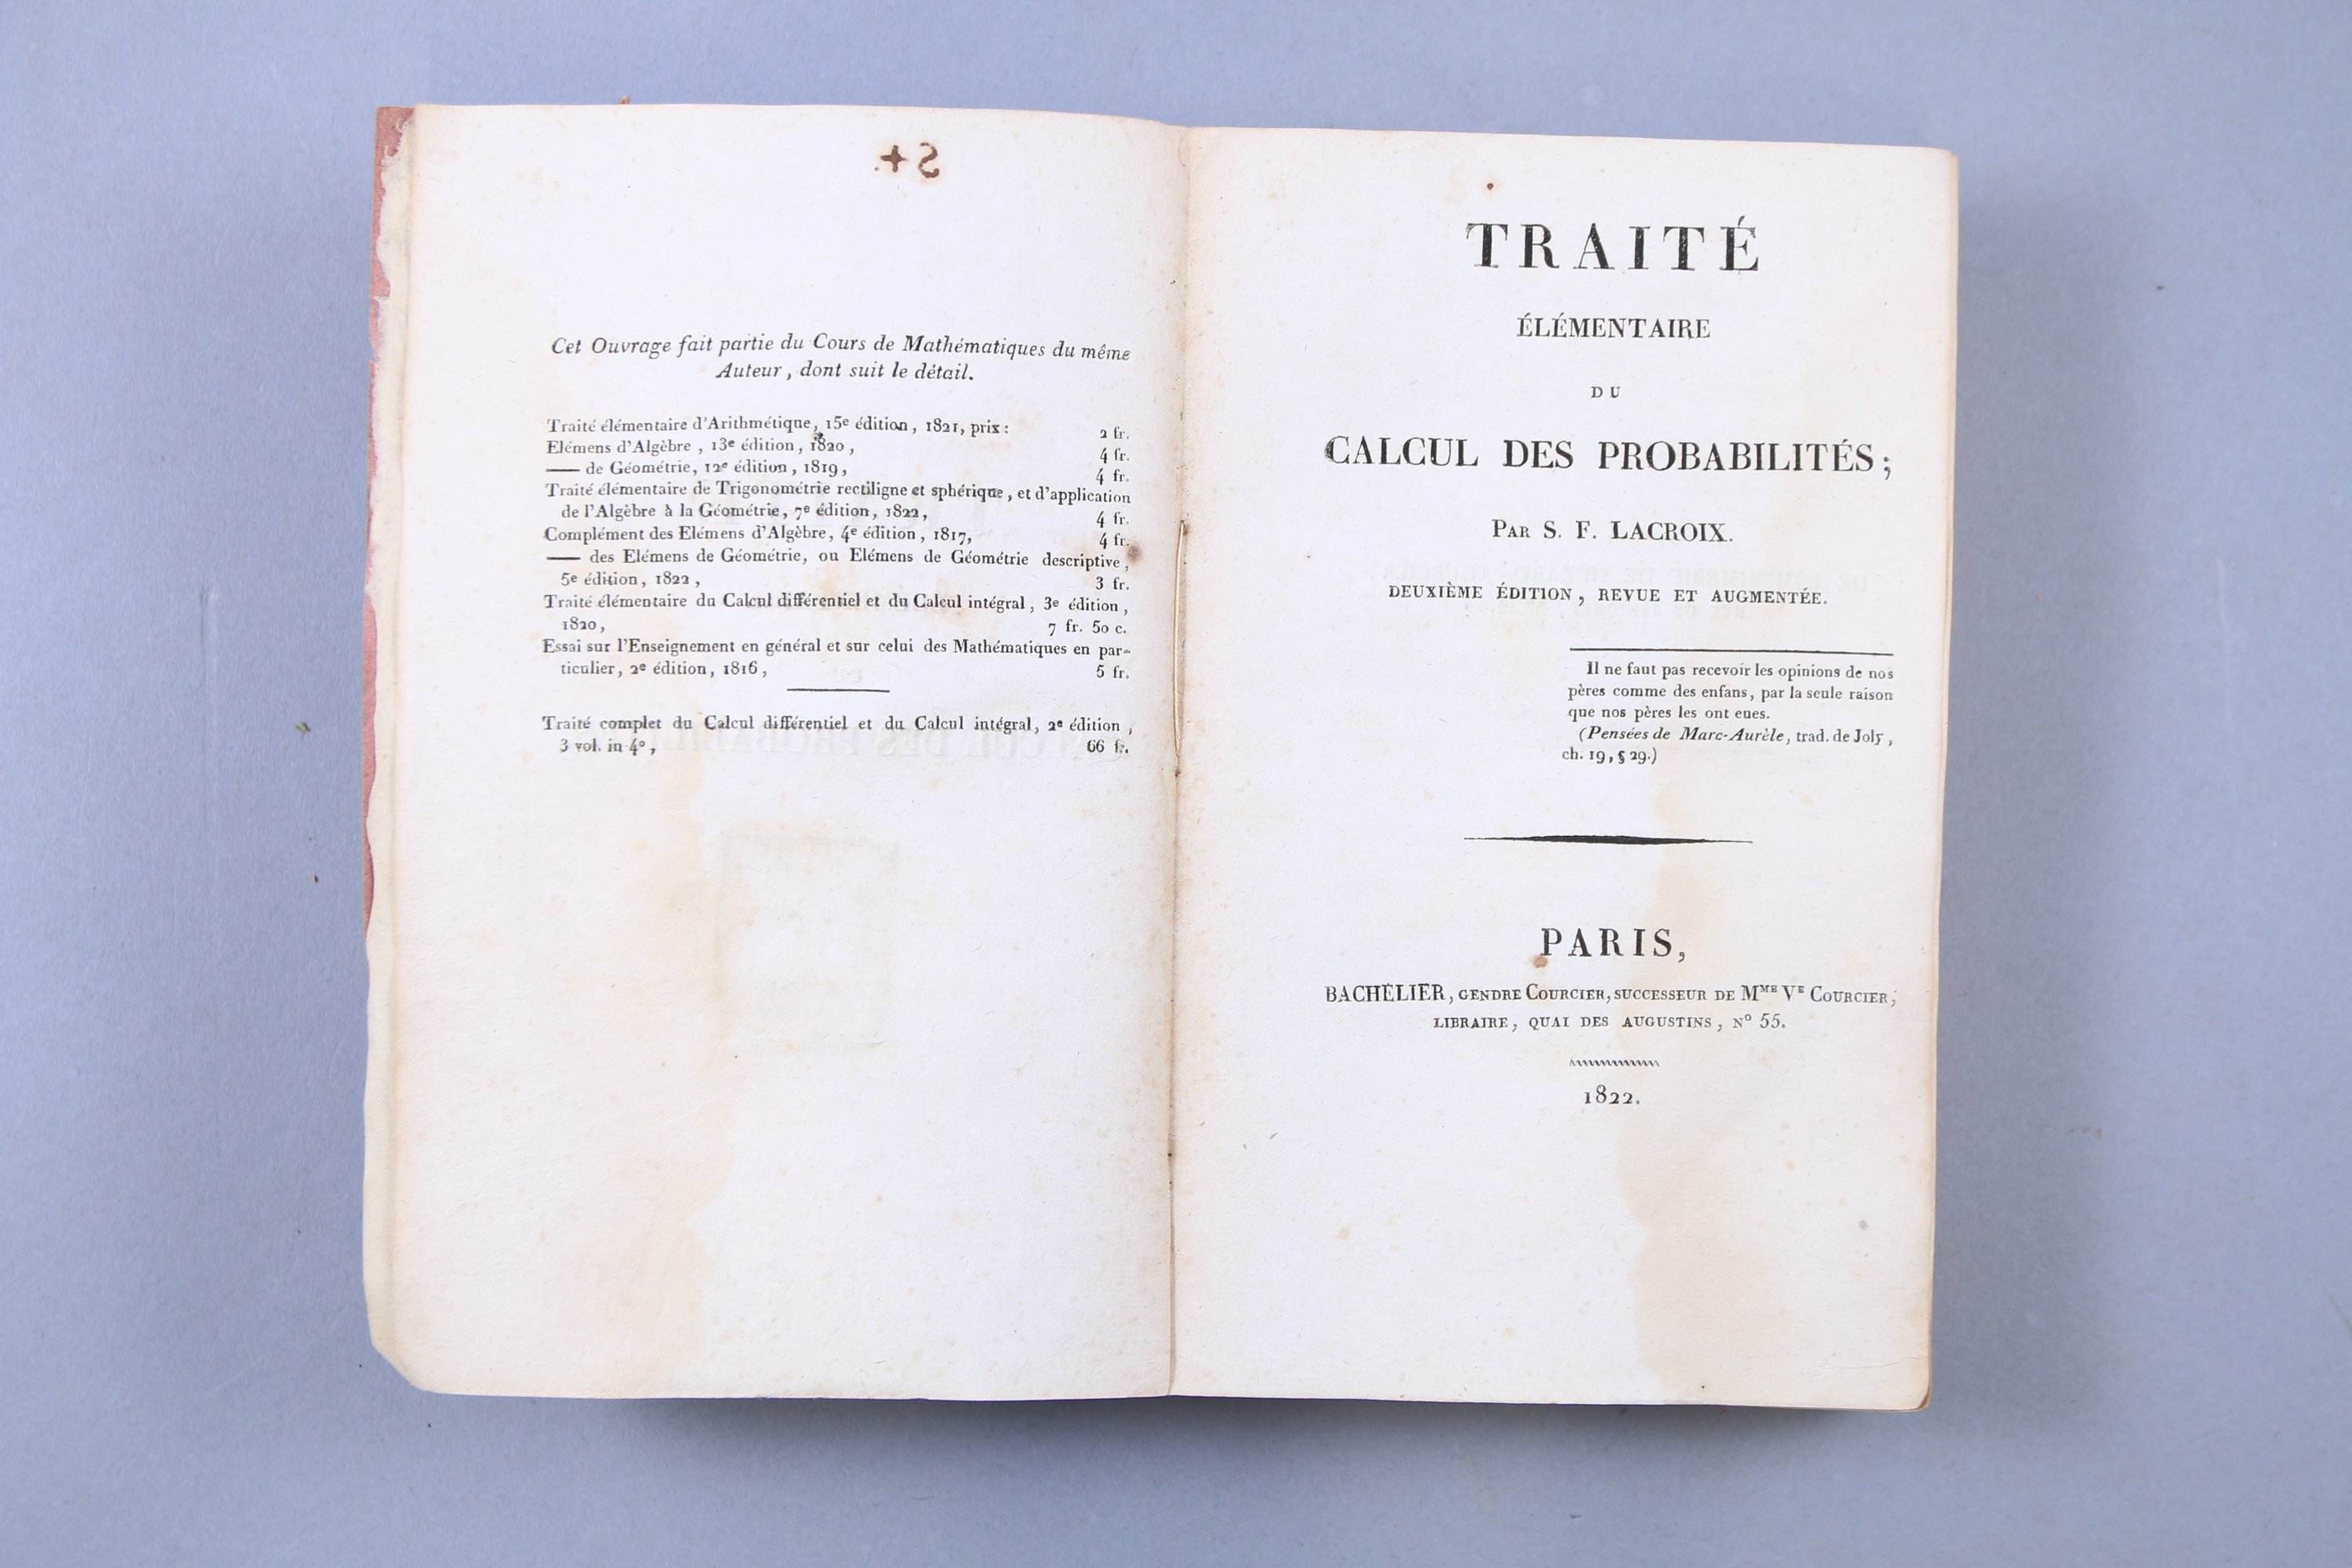 Cet Ouvrage fait partie du Cours de Mathématiques du même
Auteur, dont suit le détail.
Traité élémentaire d'Arithmétique, 15e édition, 1821, prix: 2 fr.
Elémens d'Algèbre, 13e édition, 1820, 4 fr.
—— de Géométrie, 12e édition, 1819, 4 fr.
Traité élémentaire de Trigonométrie rectiligne et sphérique, et d'application
de l'Algèbre à la Géométrie, 7e édition, 1822, 4 fr.
Complément des Elémens d'Algèbre, 4e édition, 1817, 4 fr.
—— des Elémens de Géométrie, ou Elémens de Géométrie descriptive,
5e édition, 1822, 3 fr.
Traité élémentaire du Calcul différentiel et du Calcul intégral, 3e édition,
1820, 7 fr. 50 c.
Essai sur l'Enseignement en général et sur celui des Mathématiques en par-
ticulier, 2e édition, 1816, 5 fr.
Traité complet du Calcul différentiel et du Calcul intégral, 2e édition,
3 vol. in 4°, 66 fr.
TRAITÉ
ÉLÉMENTAIRE
DU
CALCUL DES PROBABILITÉS;
PAR S. F. LACROIX.
DEUXIÈME ÉDITION, REVUE ET AUGMENTÉE.
Il ne faut pas recevoir les opinions de nos
pères comme des enfans, par la seule raison
que nos pères les ont eues.
(Pensées de Marc-Aurèle, trad. de Joly,
ch. 19, § 29.)
PARIS,
BACHELIER, GENDRE COURCIER, SUCCESSEUR DE MME VE COURCIER,
LIBRAIRE, QUAI DES AUGUSTINS, N° 55.
1822.